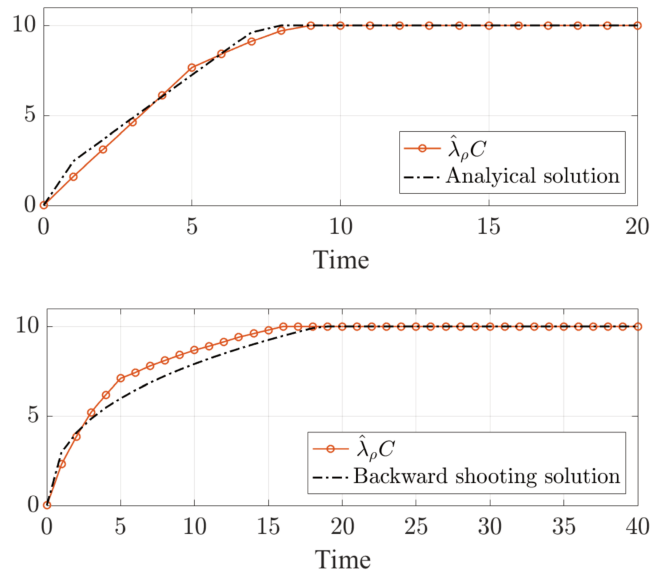 10
5
0
0 5 10 15 20
Time
λ̂ρC
Analyical solution
10
5
0
0 5 10 15 20 25 30 35 40
Time
λ̂ρC
Backward shooting solution